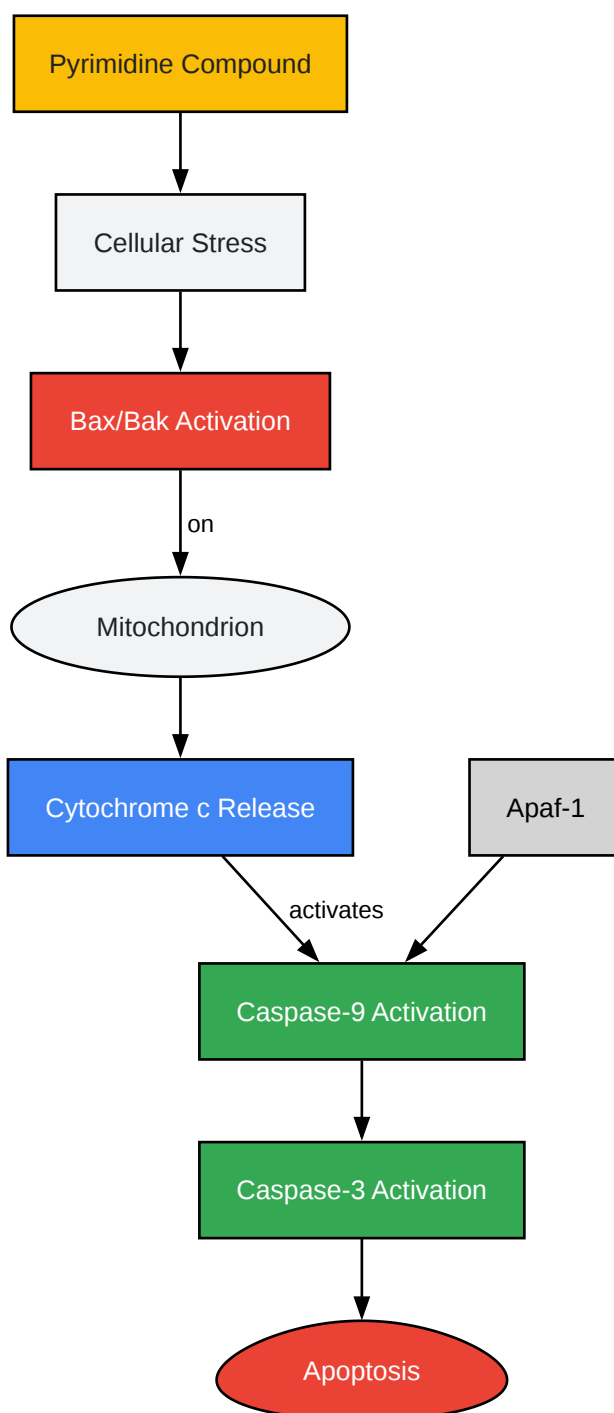 Pyrimidine Compound
Cellular Stress
Bax/Bak Activation
on
Mitochondrion
Cytochrome c Release
Apaf-1
activates
Caspase-9 Activation
Caspase-3 Activation
Apoptosis